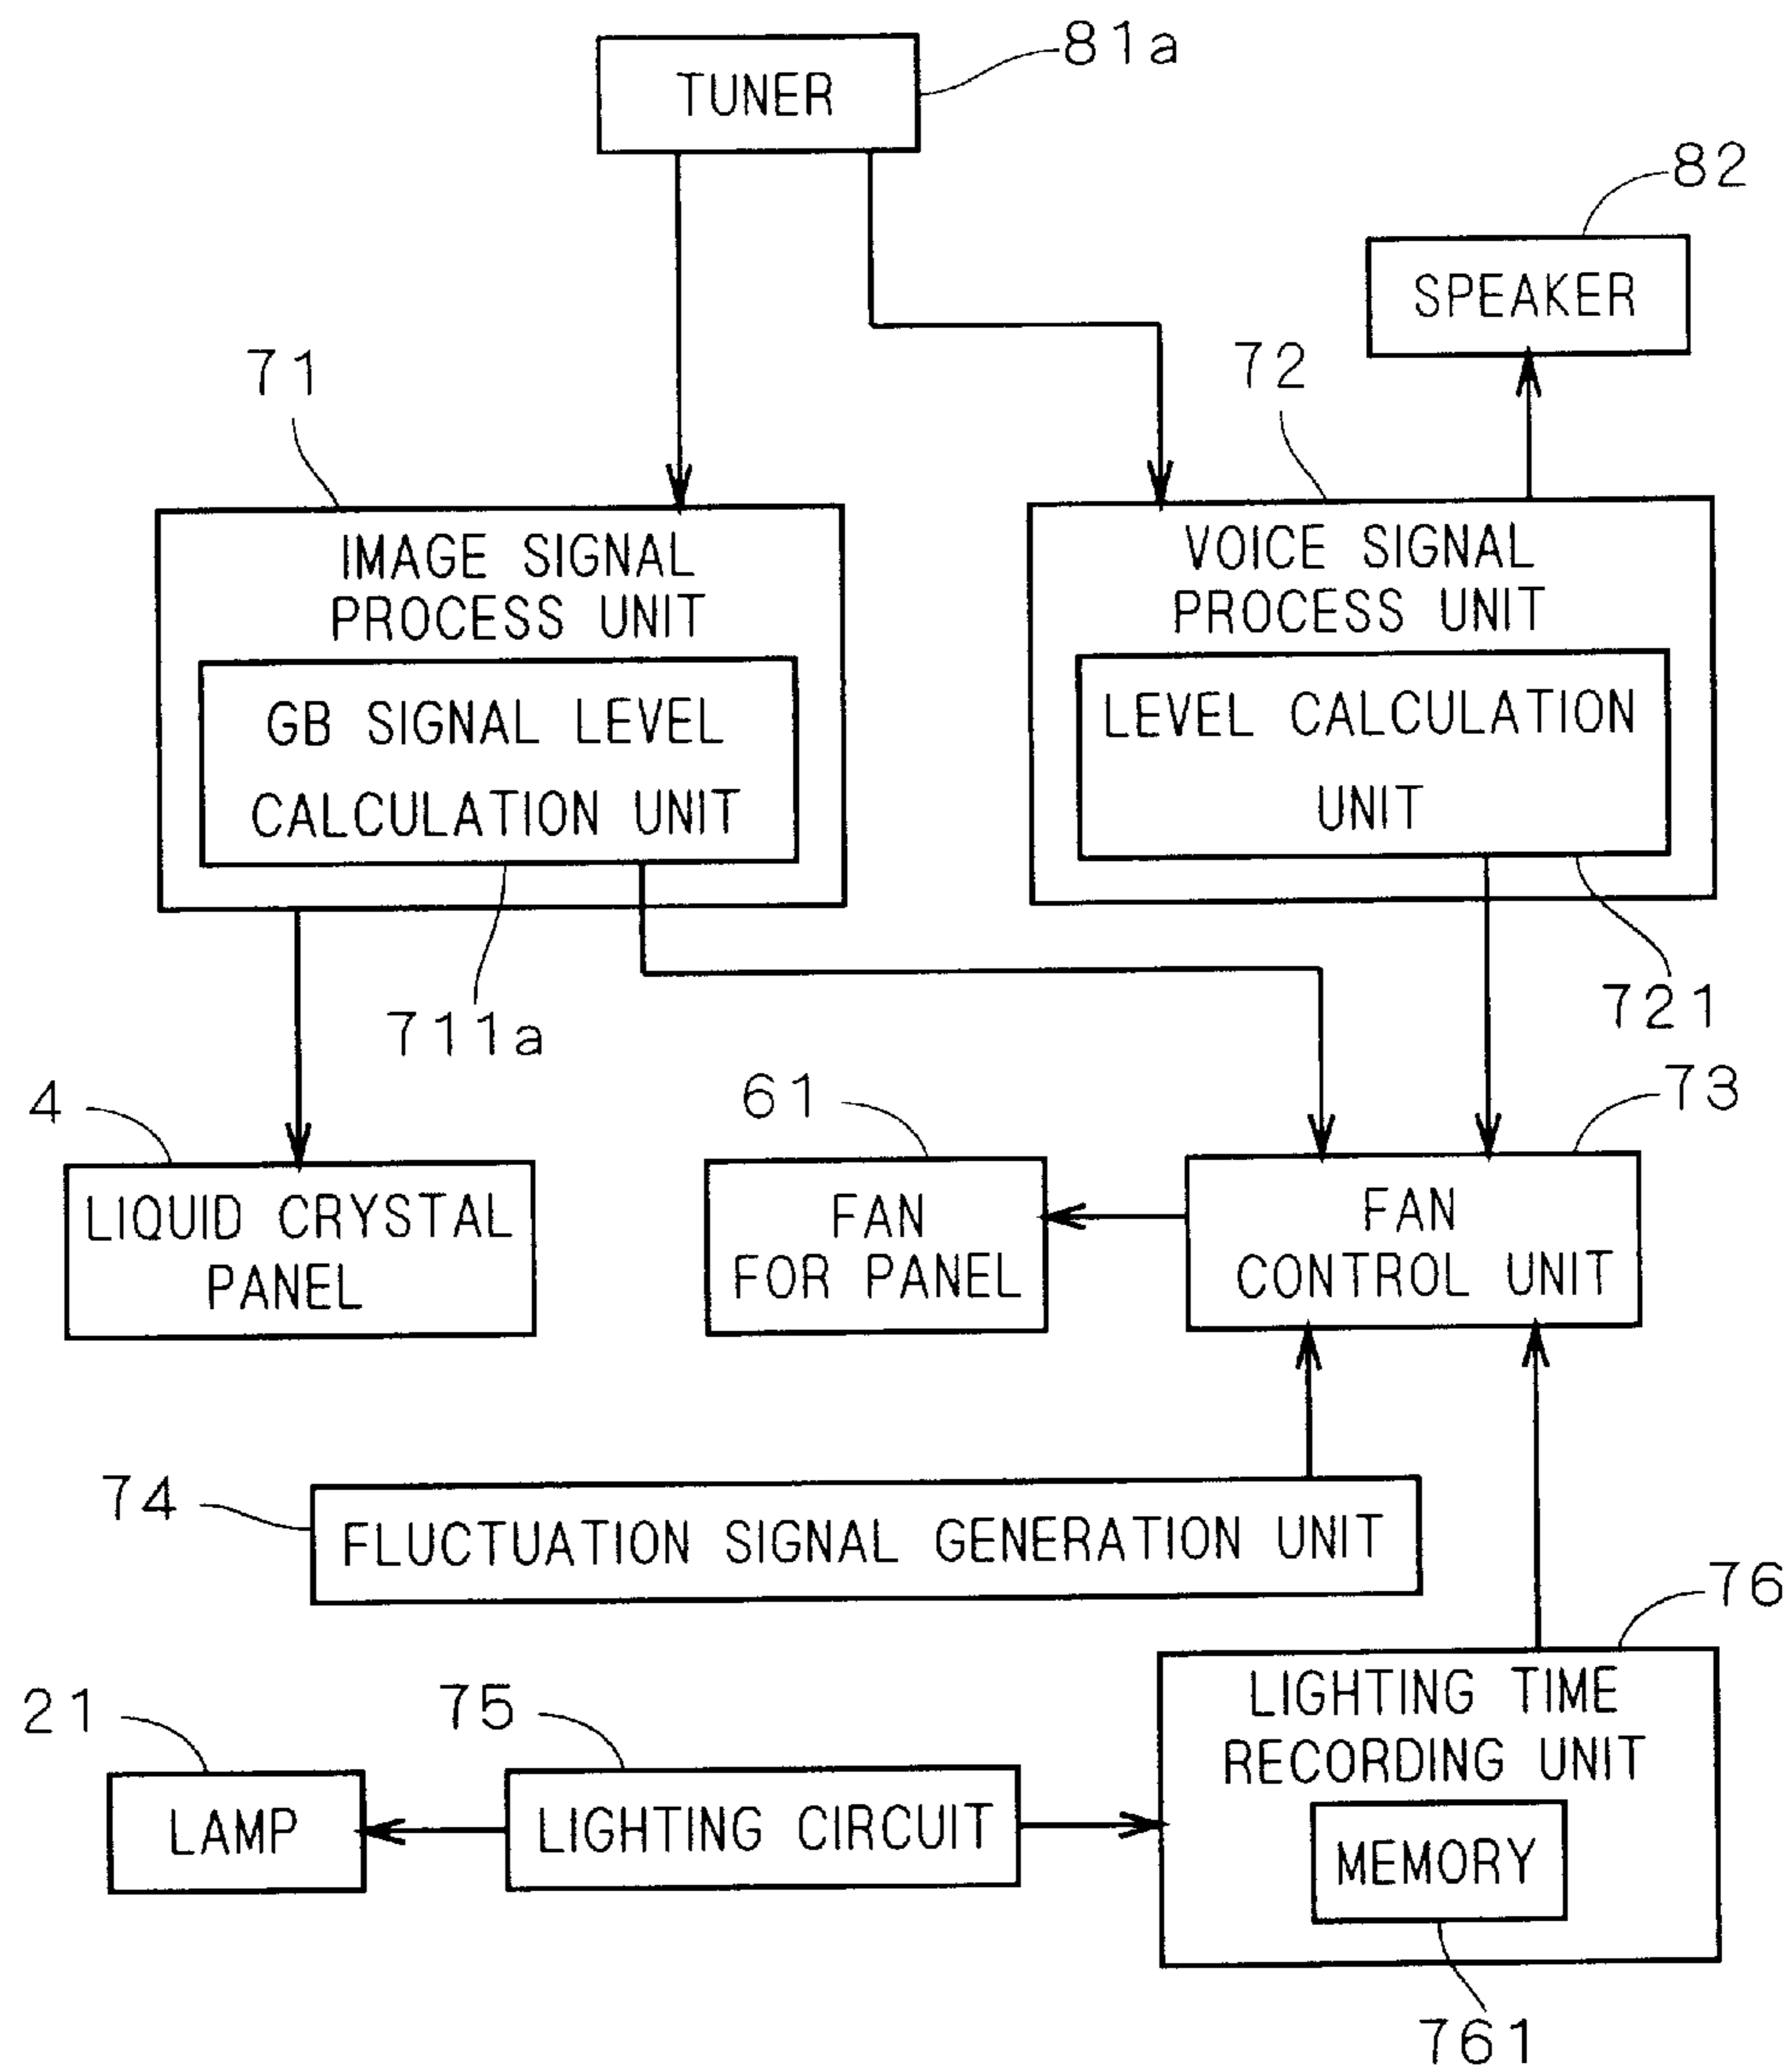 81a
TUNER
82
SPEAKER
71
72
IMAGE SIGNAL
PROCESS UNIT
VOICE SIGNAL
PROCESS UNIT
GB SIGNAL LEVEL
CALCULATION UNIT
LEVEL CALCULATION
UNIT
711a
721
4
61
73
LIQUID CRYSTAL
PANEL
FAN
FOR PANEL
FAN
CONTROL UNIT
74
FLUCTUATION SIGNAL GENERATION UNIT
76
21
75
LIGHTING TIME
RECORDING UNIT
LAMP
LIGHTING CIRCUIT
MEMORY
761